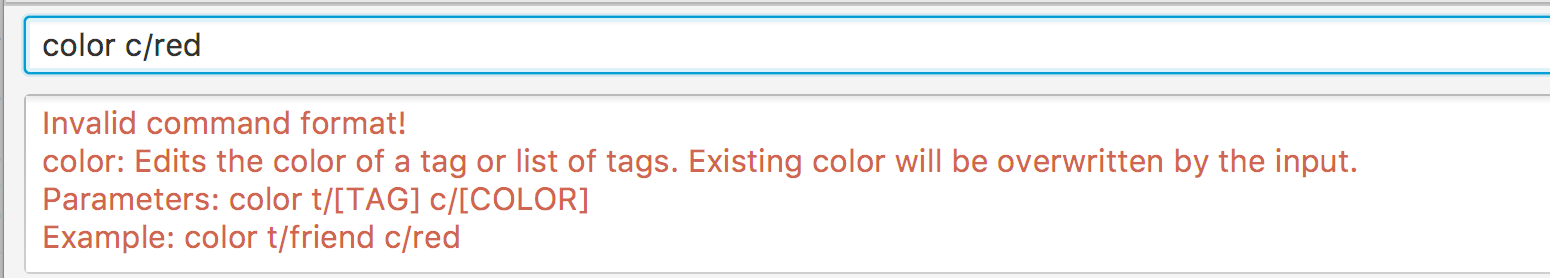 color c/red
Invalid command format!
color: Edits the color of a tag or list of tags. Existing color will be overwritten by the input.
Parameters: color t/[TAG] c/[COLOR]
Example: color t/friend c/red